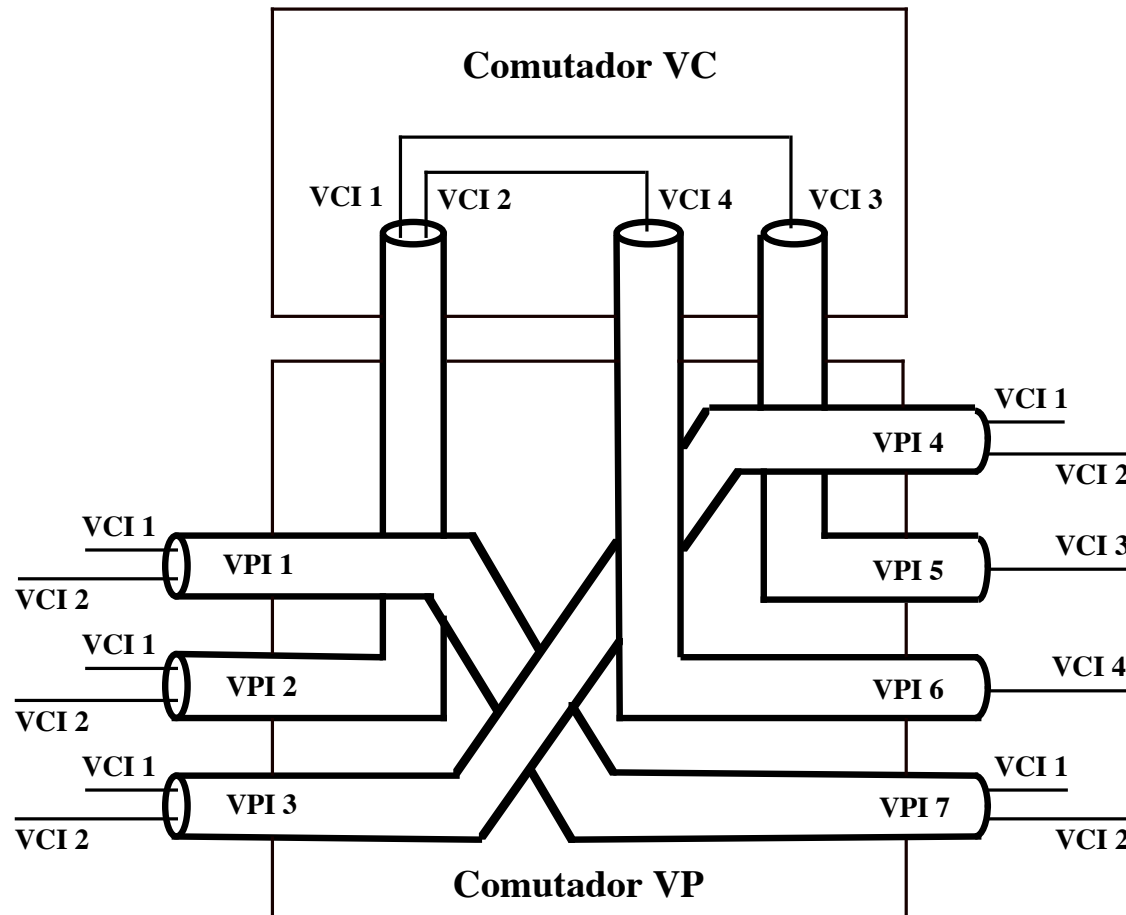 Comutador VC
VCI 1
VCI 2
VCI 4
VCI 3
VCI 1
VPI 4
VCI 2
VCI 1
VPI 1
VCI 2
VCI 3
VPI 5
VCI 1
VPI 2
VCI 2
VCI 4
VPI 6
VCI 1
VPI 3
VCI 2
VCI 1
VPI 7
VCI 2
Comutador VP